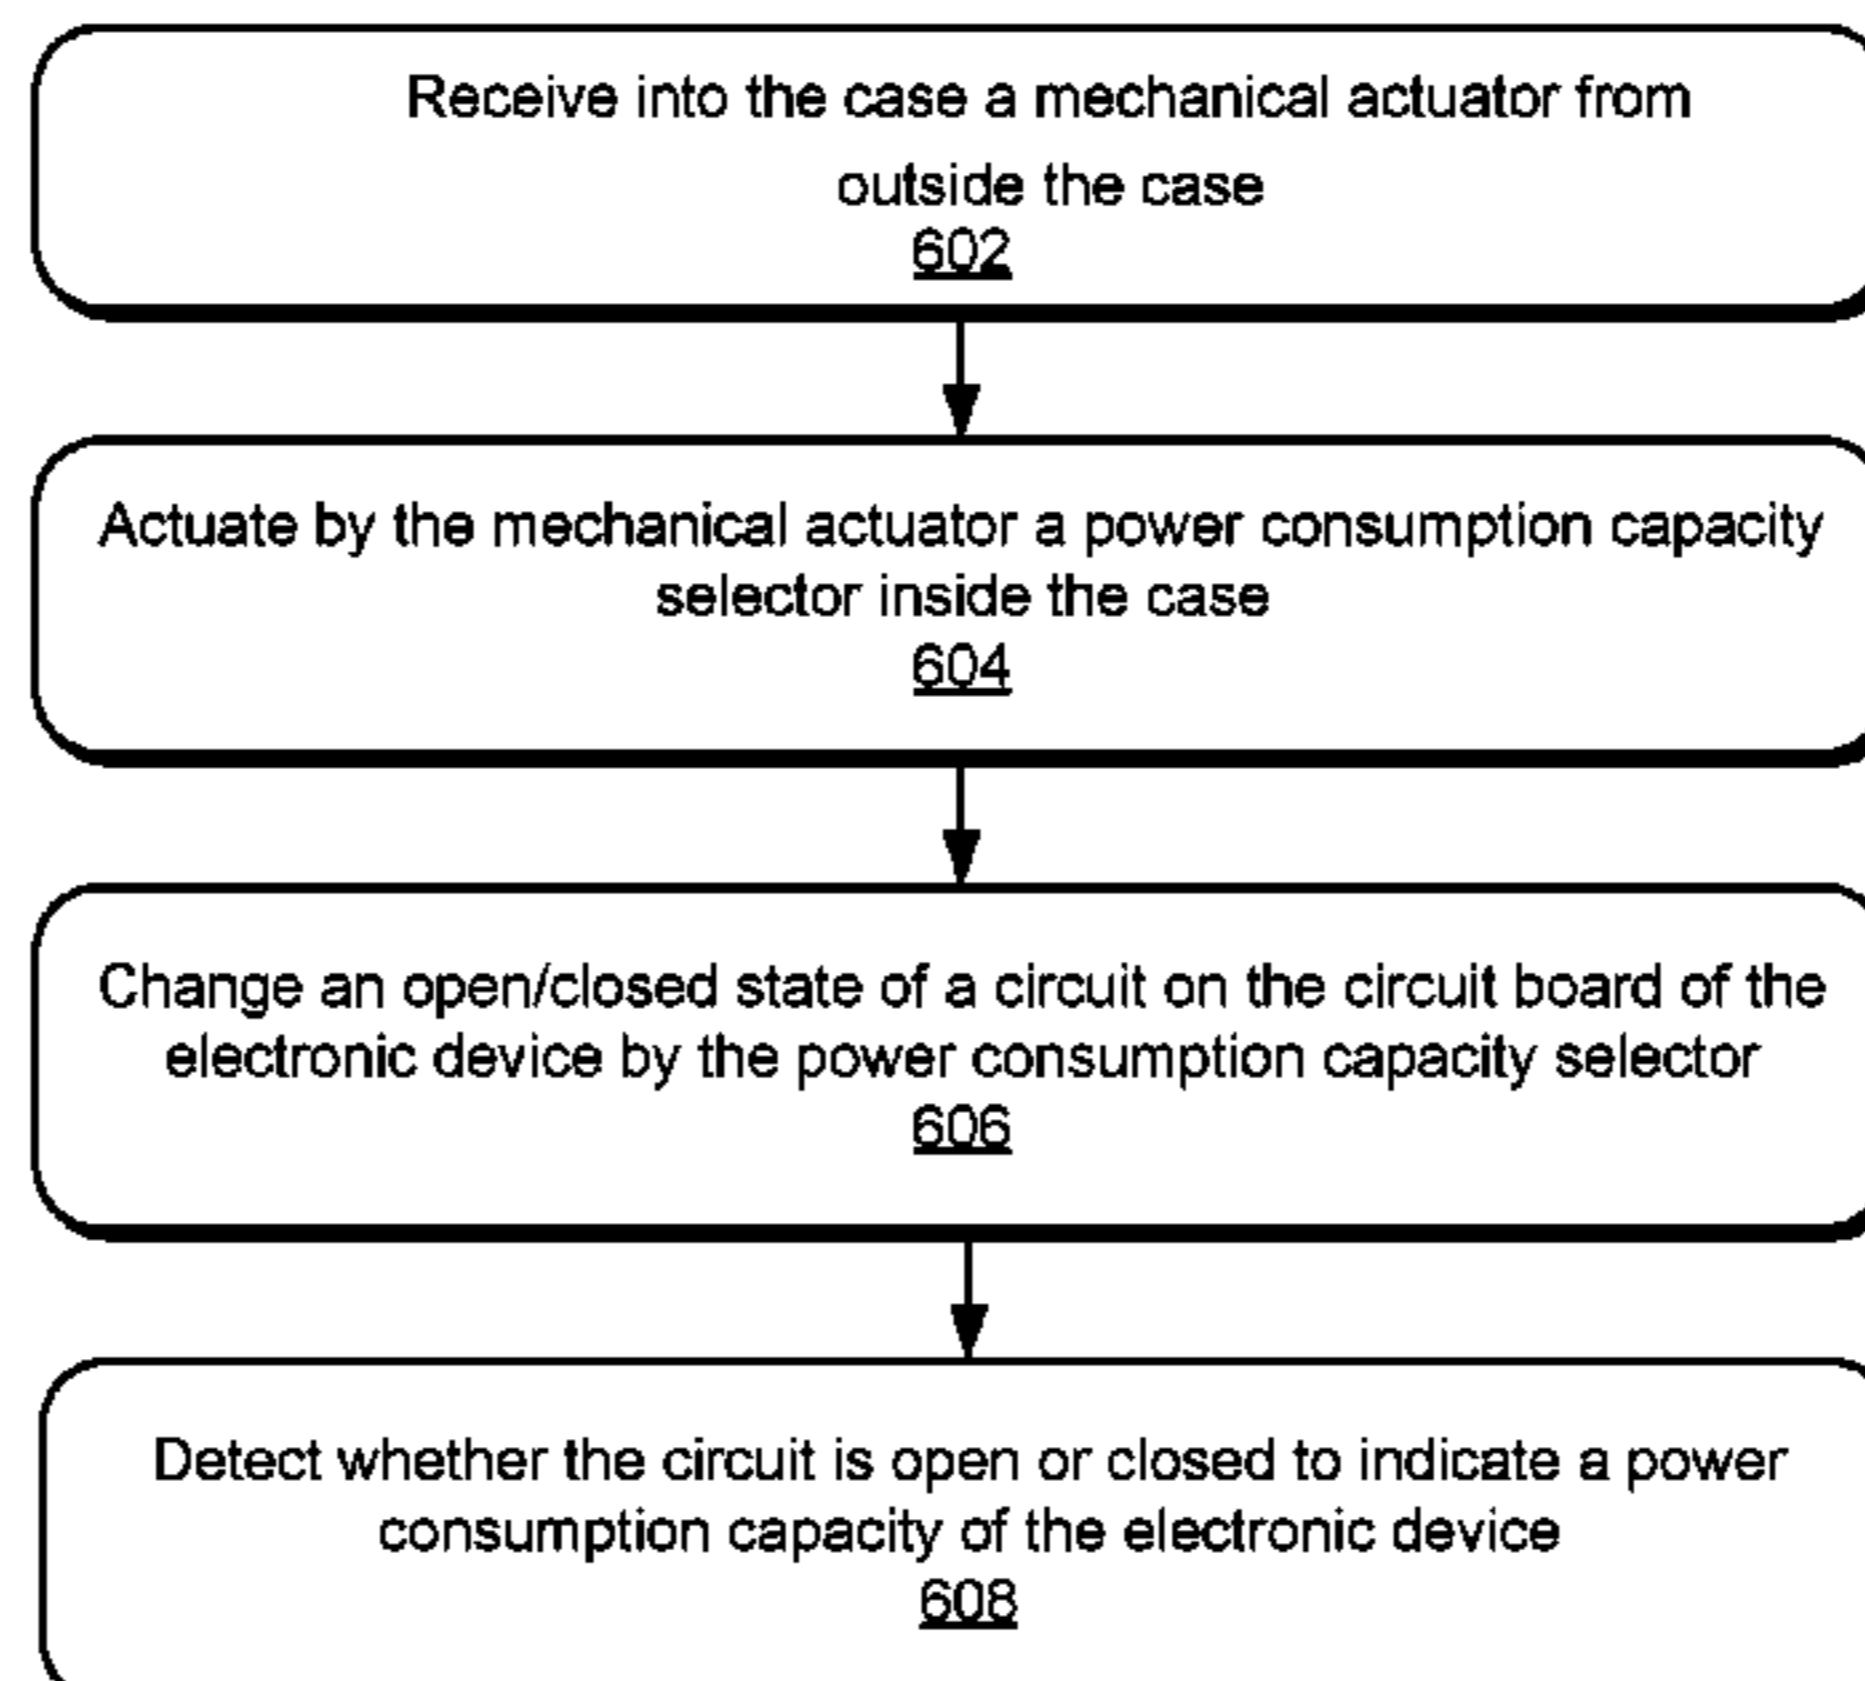 Receive into the case a mechanical actuator from
outside the case
602
Actuate by the mechanical actuator a power consumption capacity
selector inside the case
604
Change an open/closed state of a circuit on the circuit board of the
electronic device by the power consumption capacity selector
606
Detect whether the circuit is open or closed to indicate a power
consumption capacity of the electronic device
608